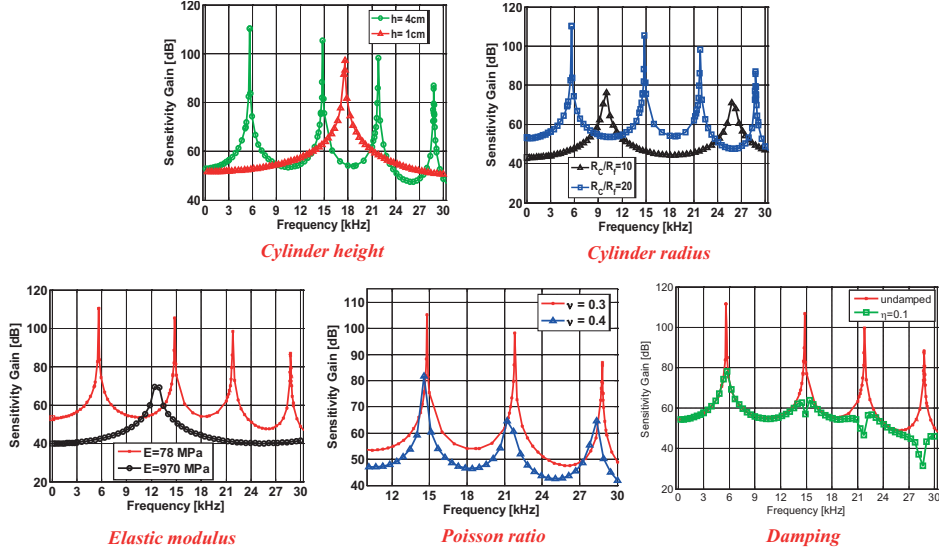 120
100
80
60
40
Sensitivity Gain [dB]
h= 4cm
h= 1cm
0 3 6 9 12 15 18 21 24 27 30
Frequency [kHz]
Cylinder height
120
100
80
60
40
20
Sensitivity Gain [dB]
R_C/R_f=10
R_C/R_f=20
0 3 6 9 12 15 18 21 24 27 30
Frequency [kHz]
Cylinder radius
120
100
80
60
40
20
Sensitivity Gain [dB]
E=78 MPa
E=970 MPa
0 3 6 9 12 15 18 21 24 27 30
Frequency [kHz]
Elastic modulus
110
100
90
80
70
60
50
40
Sensitivity Gain [dB]
ν = 0.3
ν = 0.4
12 15 18 21 24 27 30
Frequency [kHz]
Poisson ratio
120
100
80
60
40
20
Sensitivity Gain [dB]
undamped
η=0.1
0 3 6 9 12 15 18 21 24 27 30
Frequency [kHz]
Damping